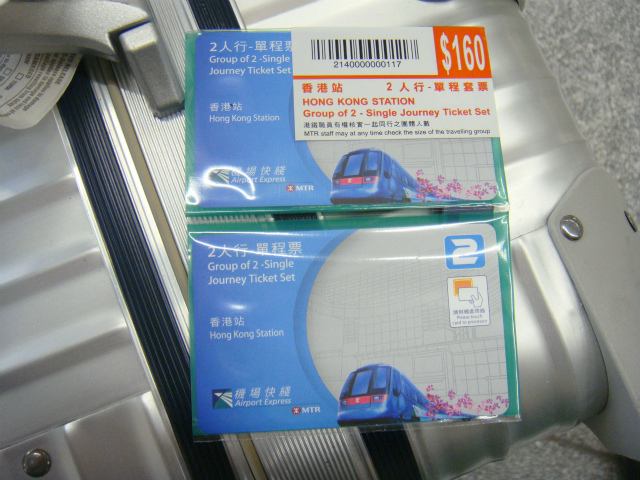 2人行-單程票
Group of 2 -Single
Journey Ticket Set
香港站
Hong Kong Station
機場快綫
Airport Express
MTR
2140000000117
$160
香港站 2 人行-單程套票
HONG KONG STATION
Group of 2 - Single Journey Ticket Set
港鐵職員有權核實一起同行之團體人數
MTR staff may at any time check the size of the travelling group
2人行-單程票
Group of 2 -Single
Journey Ticket Set
香港站
Hong Kong Station
機場快綫
Airport Express
MTR
2
Please touch
card to processor